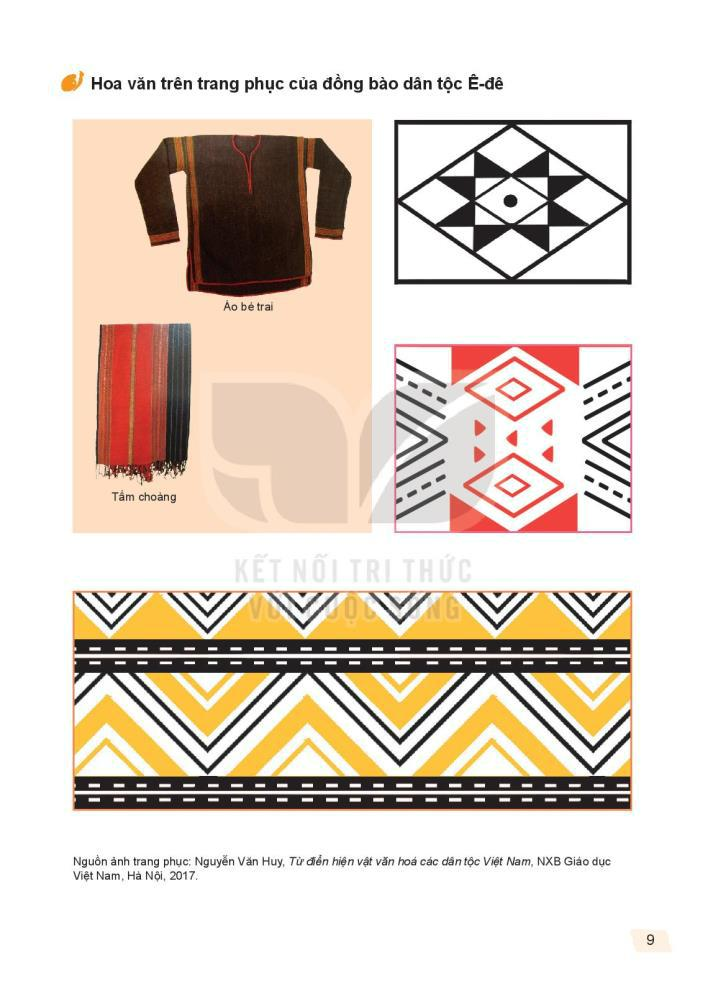 Hoa văn trên trang phục của đồng bào dân tộc Ê-đê
Áo bé trai
Tấm choàng
KẾT NỐI TRI THỨC
VỚI CUỘC SỐNG
Nguồn ảnh trang phục: Nguyễn Văn Huy, Từ điển hiện vật văn hoá các dân tộc Việt Nam, NXB Giáo dục
Việt Nam, Hà Nội, 2017.
9